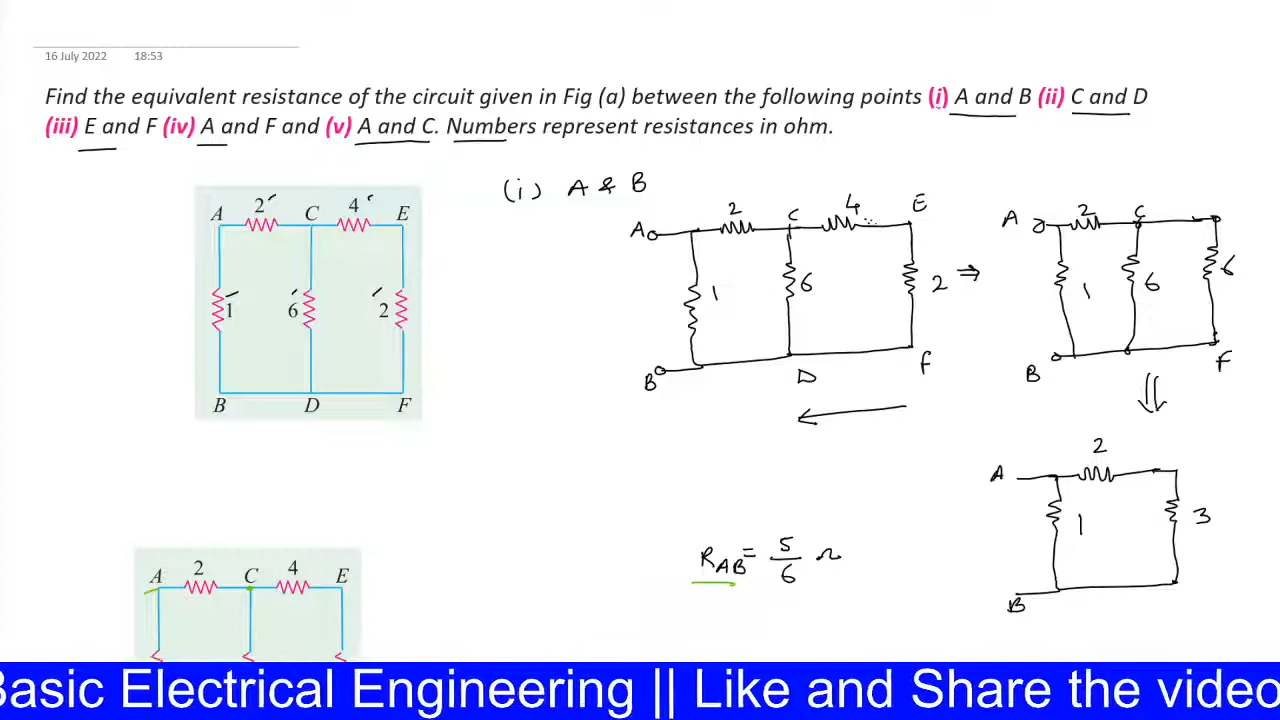 16 July 2022 18:53
Find the equivalent resistance of the circuit given in Fig (a) between the following points (i) A and B (ii) C and D
(iii) E and F (iv) A and F and (v) A and C. Numbers represent resistances in ohm.
(i) A & B
A 2 C 4 E
1 6 2
B D F
A 2 C 4 E
1 6 2
B D F
⇒
A 2 C
1 6 6
B F
⇓
A 2
1 3
B
R_AB = 5/6 Ω
A 2 C 4 E
Basic Electrical Engineering || Like and Share the video